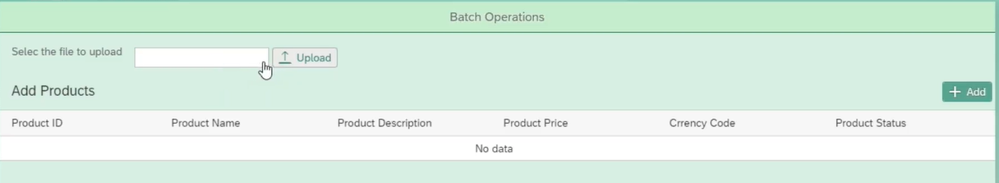 Batch Operations
Selec the file to upload
Upload
Add Products
Add
Product ID Product Name Product Description Product Price Crrency Code Product Status
No data